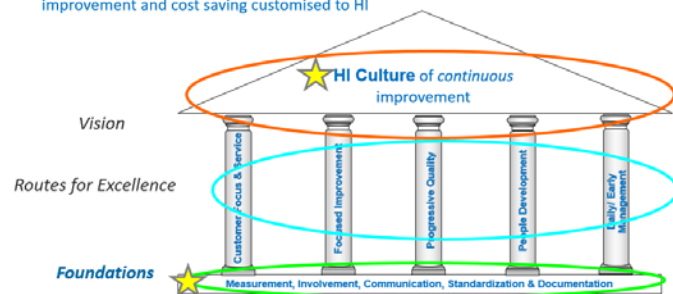 improvement and cost saving customised to HI
HI Culture of continuous
improvement
Vision
Routes for Excellence
Customer Focus & Service
Focused Improvement
Progressive Quality
People Development
Daily/ Early
Management
Foundations
Measurement, Involvement, Communication, Standardization & Documentation